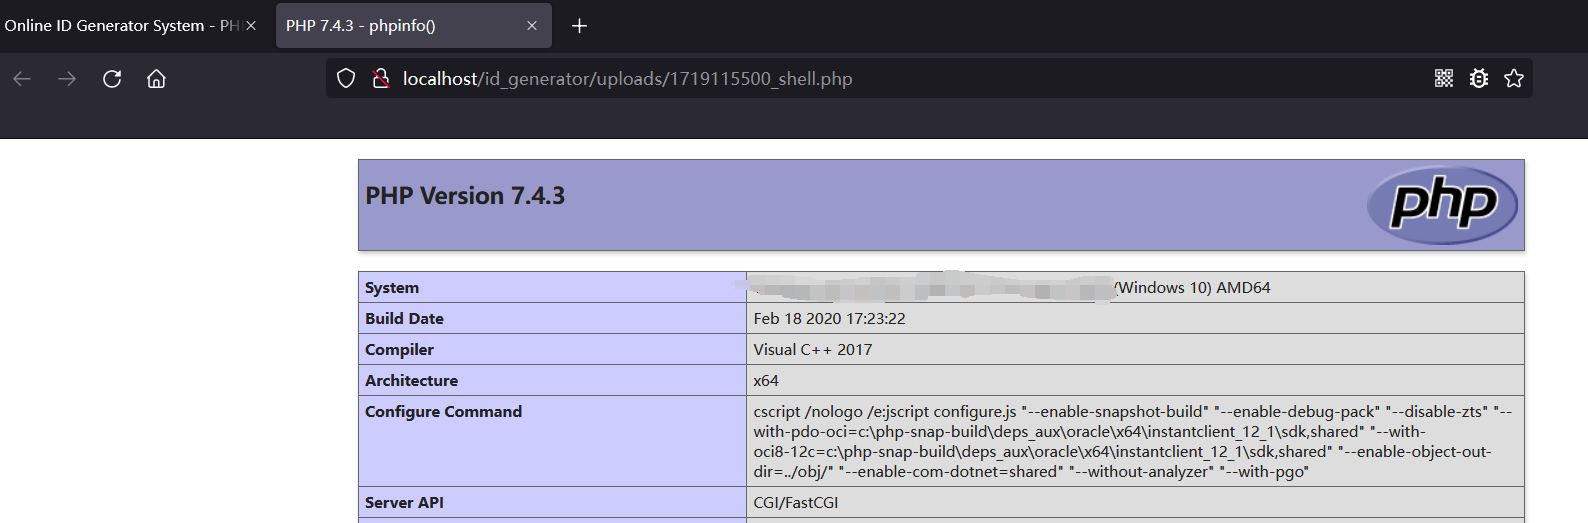 Online ID Generator System - PH
PHP 7.4.3 - phpinfo()
localhost/id_generator/uploads/1719115500_shell.php
PHP Version 7.4.3
php
System
(Windows 10) AMD64
Build Date
Feb 18 2020 17:23:22
Compiler
Visual C++ 2017
Architecture
x64
Configure Command
cscript /nologo /e:jscript configure.js "--enable-snapshot-build" "--enable-debug-pack" "--disable-zts" "--
with-pdo-oci=c:\php-snap-build\deps_aux\oracle\x64\instantclient_12_1\sdk,shared" "--with-
oci8-12c=c:\php-snap-build\deps_aux\oracle\x64\instantclient_12_1\sdk,shared" "--enable-object-out-
dir=../obj/" "--enable-com-dotnet=shared" "--without-analyzer" "--with-pgo"
Server API
CGI/FastCGI